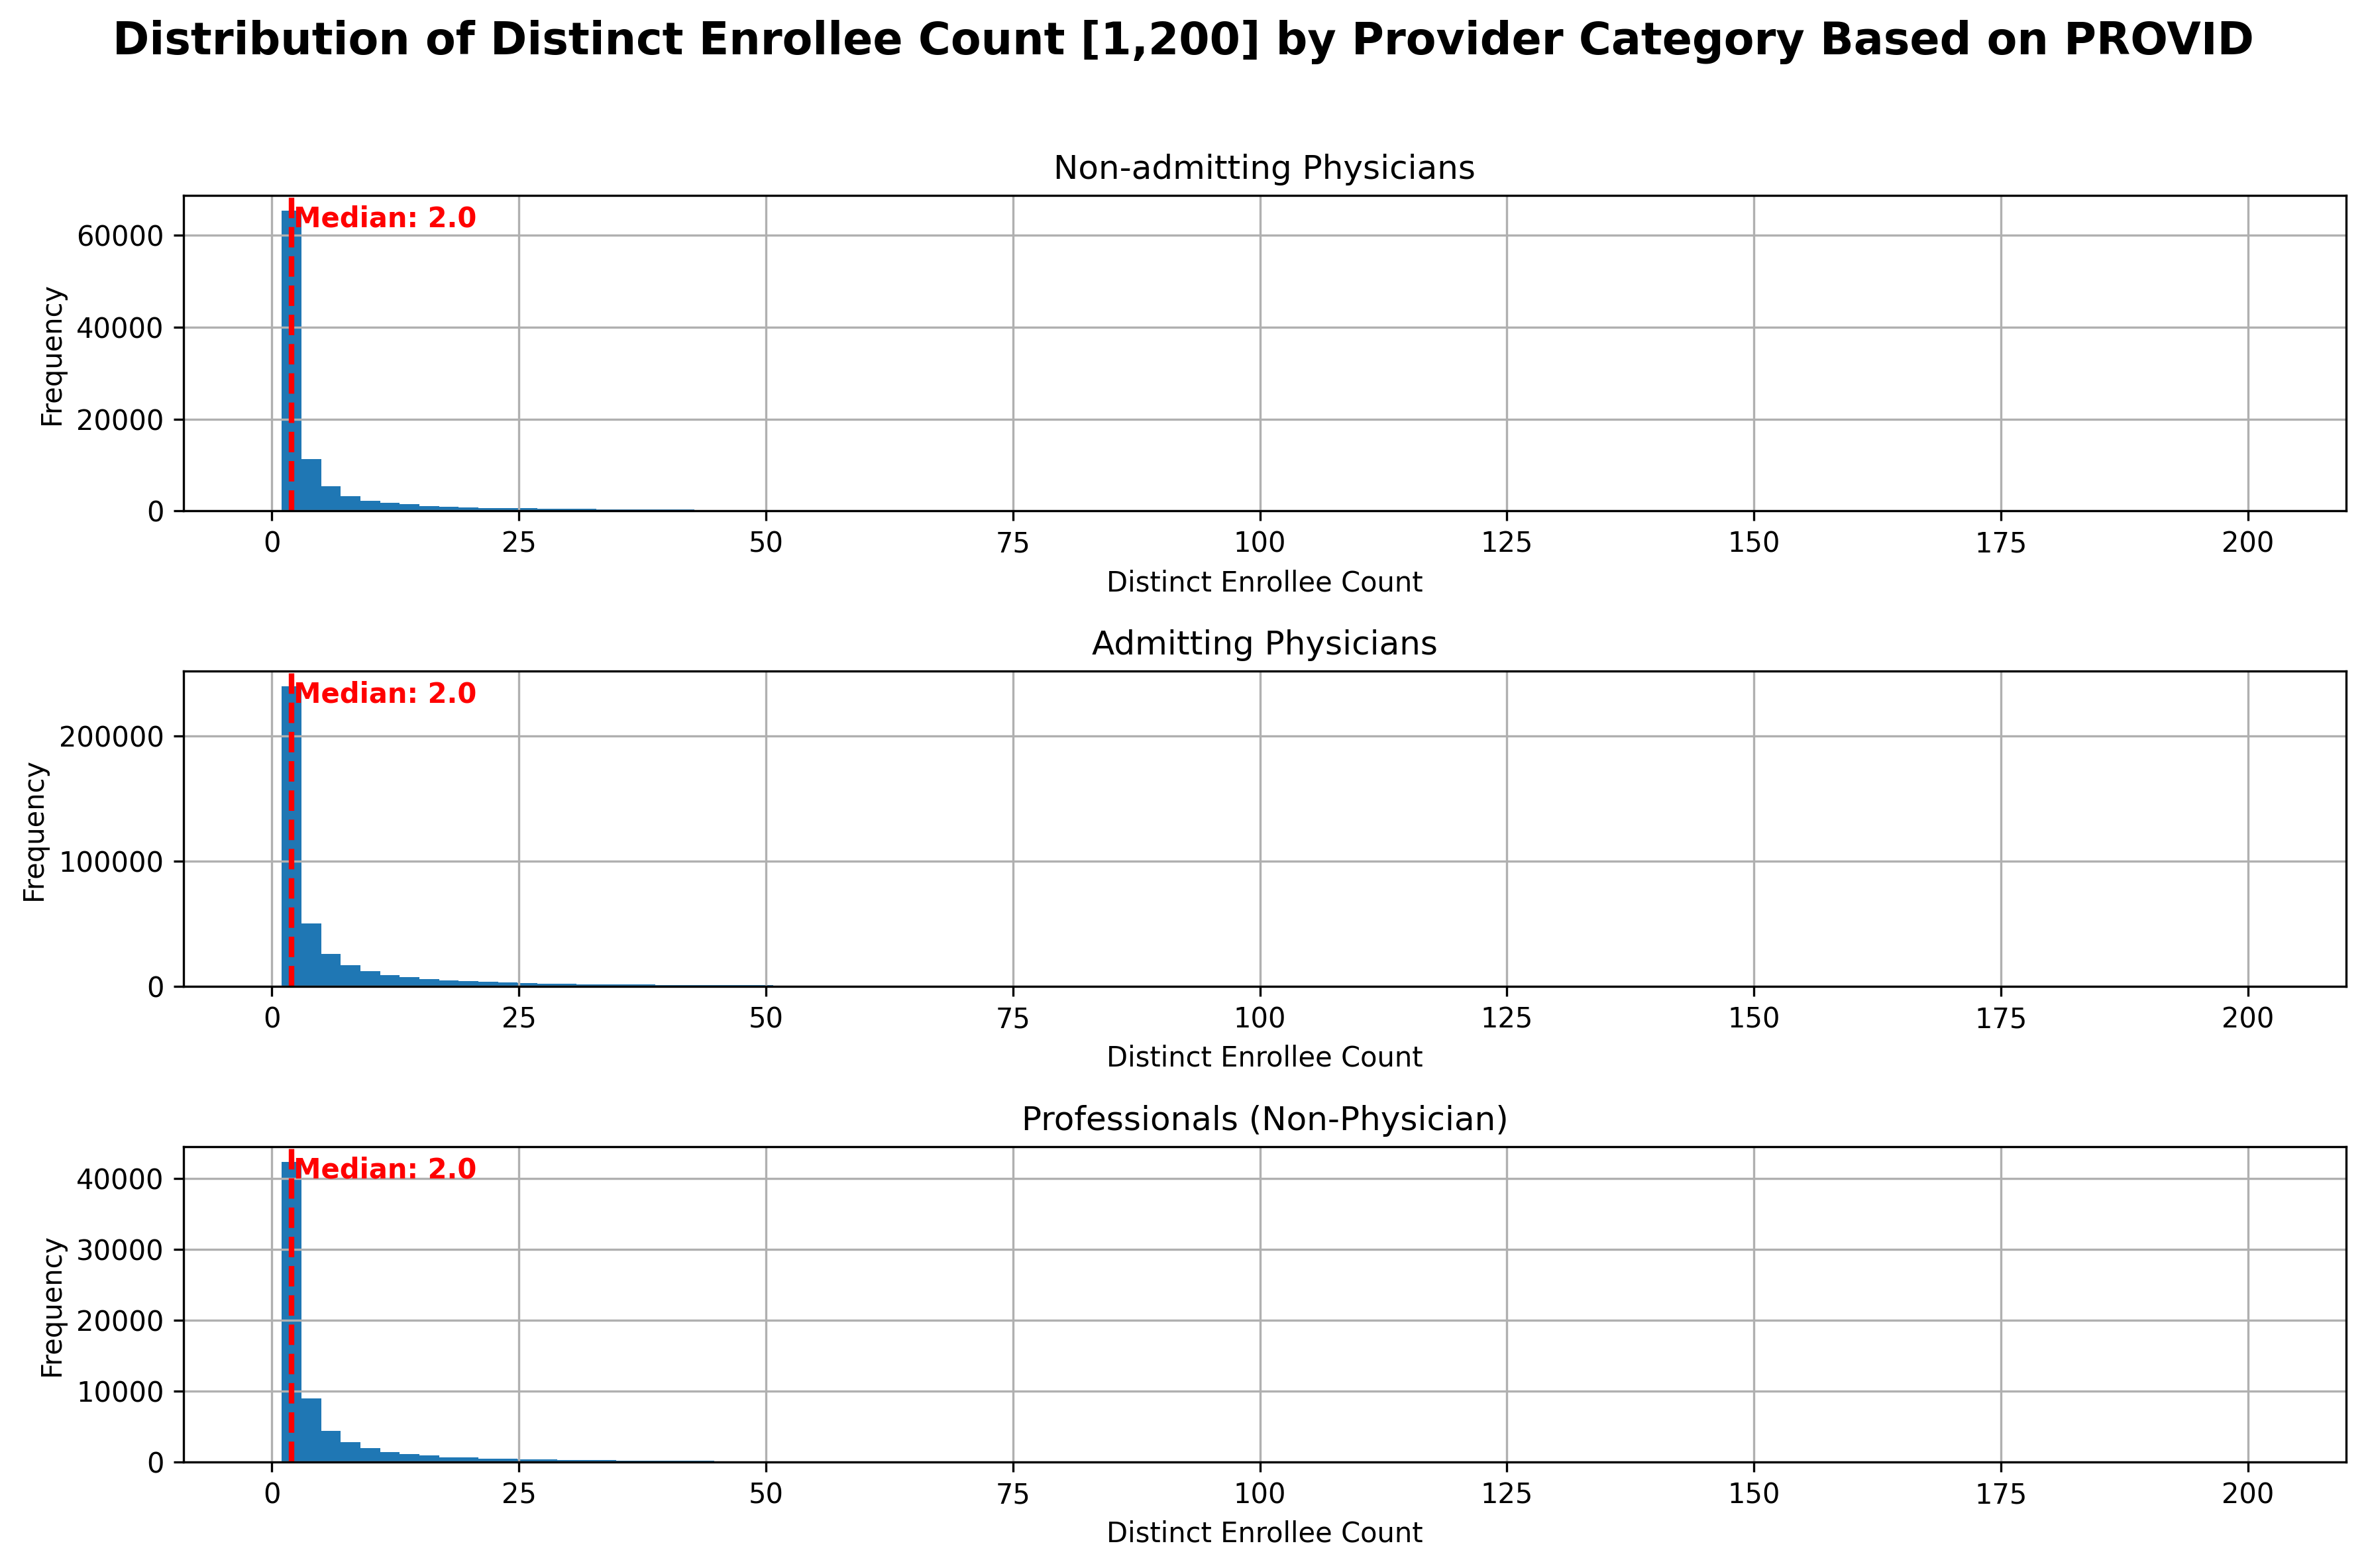 Distribution of Distinct Enrollee Count [1,200] by Provider Category Based on PROVID
Non-admitting Physicians
Median: 2.0
60000
40000
20000
0
Frequency
0 25 50 75 100 125 150 175 200
Distinct Enrollee Count
Admitting Physicians
Median: 2.0
200000
100000
0
Frequency
0 25 50 75 100 125 150 175 200
Distinct Enrollee Count
Professionals (Non-Physician)
Median: 2.0
40000
30000
20000
10000
0
Frequency
0 25 50 75 100 125 150 175 200
Distinct Enrollee Count